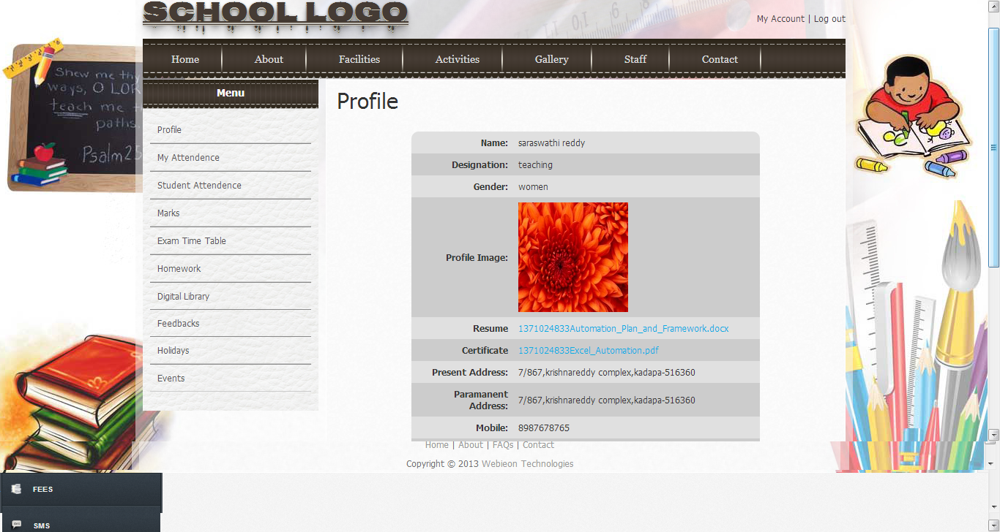 SCHOOL LOGO
My Account | Log out
Home About Facilities Activities Gallery Staff Contact
Menu
Profile
My Attendence
Student Attendence
Marks
Exam Time Table
Homework
Digital Library
Feedbacks
Holidays
Events
Profile
Name: saraswathi reddy
Designation: teaching
Gender: women
Profile Image:
Resume 1371024833Automation_Plan_and_Framework.docx
Certificate 1371024833Excel_Automation.pdf
Present Address: 7/867,krishnareddy complex,kadapa-516360
Paramanent
Address: 7/867,krishnareddy complex,kadapa-516360
Mobile: 8987678765
Home | About | FAQs | Contact
Copyright © 2013 Webieon Technologies
Shew me thy
ways, O LOR
teach me t
paths.
Psalm25
FEES
SMS